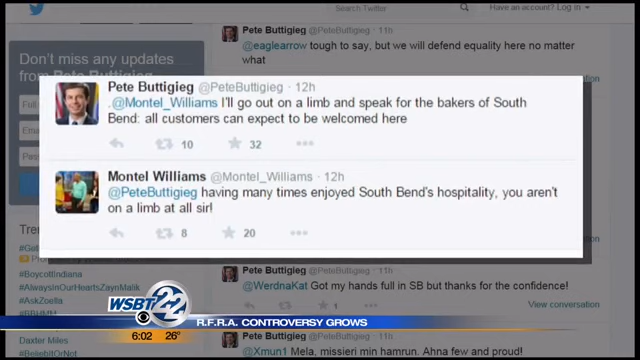 Search Twitter
Have an account? Log in
Pete Buttigieg @PeteButtigieg · 11h
@eaglearrow tough to say, but we will defend equality here no matter
what
Don't miss any updates
from Pete Buttigieg
Full
Ema
Pass
Pete Buttigieg @PeteButtigieg · 12h
.@Montel_Williams I'll go out on a limb and speak for the bakers of South
Bend: all customers can expect to be welcomed here
10 32
Montel Williams @Montel_Williams · 12h
@PeteButtigieg having many times enjoyed South Bend's hospitality, you aren't
on a limb at all sir!
8 20
Tre
#BoycottIndiana
#AlwaysInOurHeartsZaynMalik
#AskZoella
Dexter Miles
#BelieveItOrNot
Pete Buttigieg @PeteButtigieg · 11h
@WerdnaKat Got my hands full in SB but thanks for the confidence!
1
View conversation
WSBT 22
R.F.R.A. CONTROVERSY GROWS
6:02 26°
Pete Buttigieg @PeteButtigieg · 11h
@Xmun1 Mela, missieri min hamrun. Ahna few and proud!